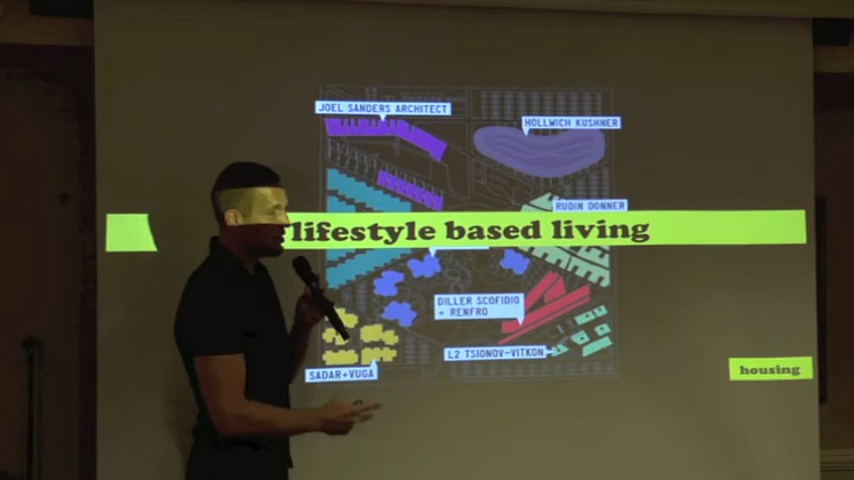 JOEL SANDERS ARCHITECT
HOLLWICH KUSHNER
RUDIN DONNER
lifestyle based living
DILLER SCOFIDIO
+ RENFRO
L2 TSIONOV-VITKON
SADAR+VUGA
housing